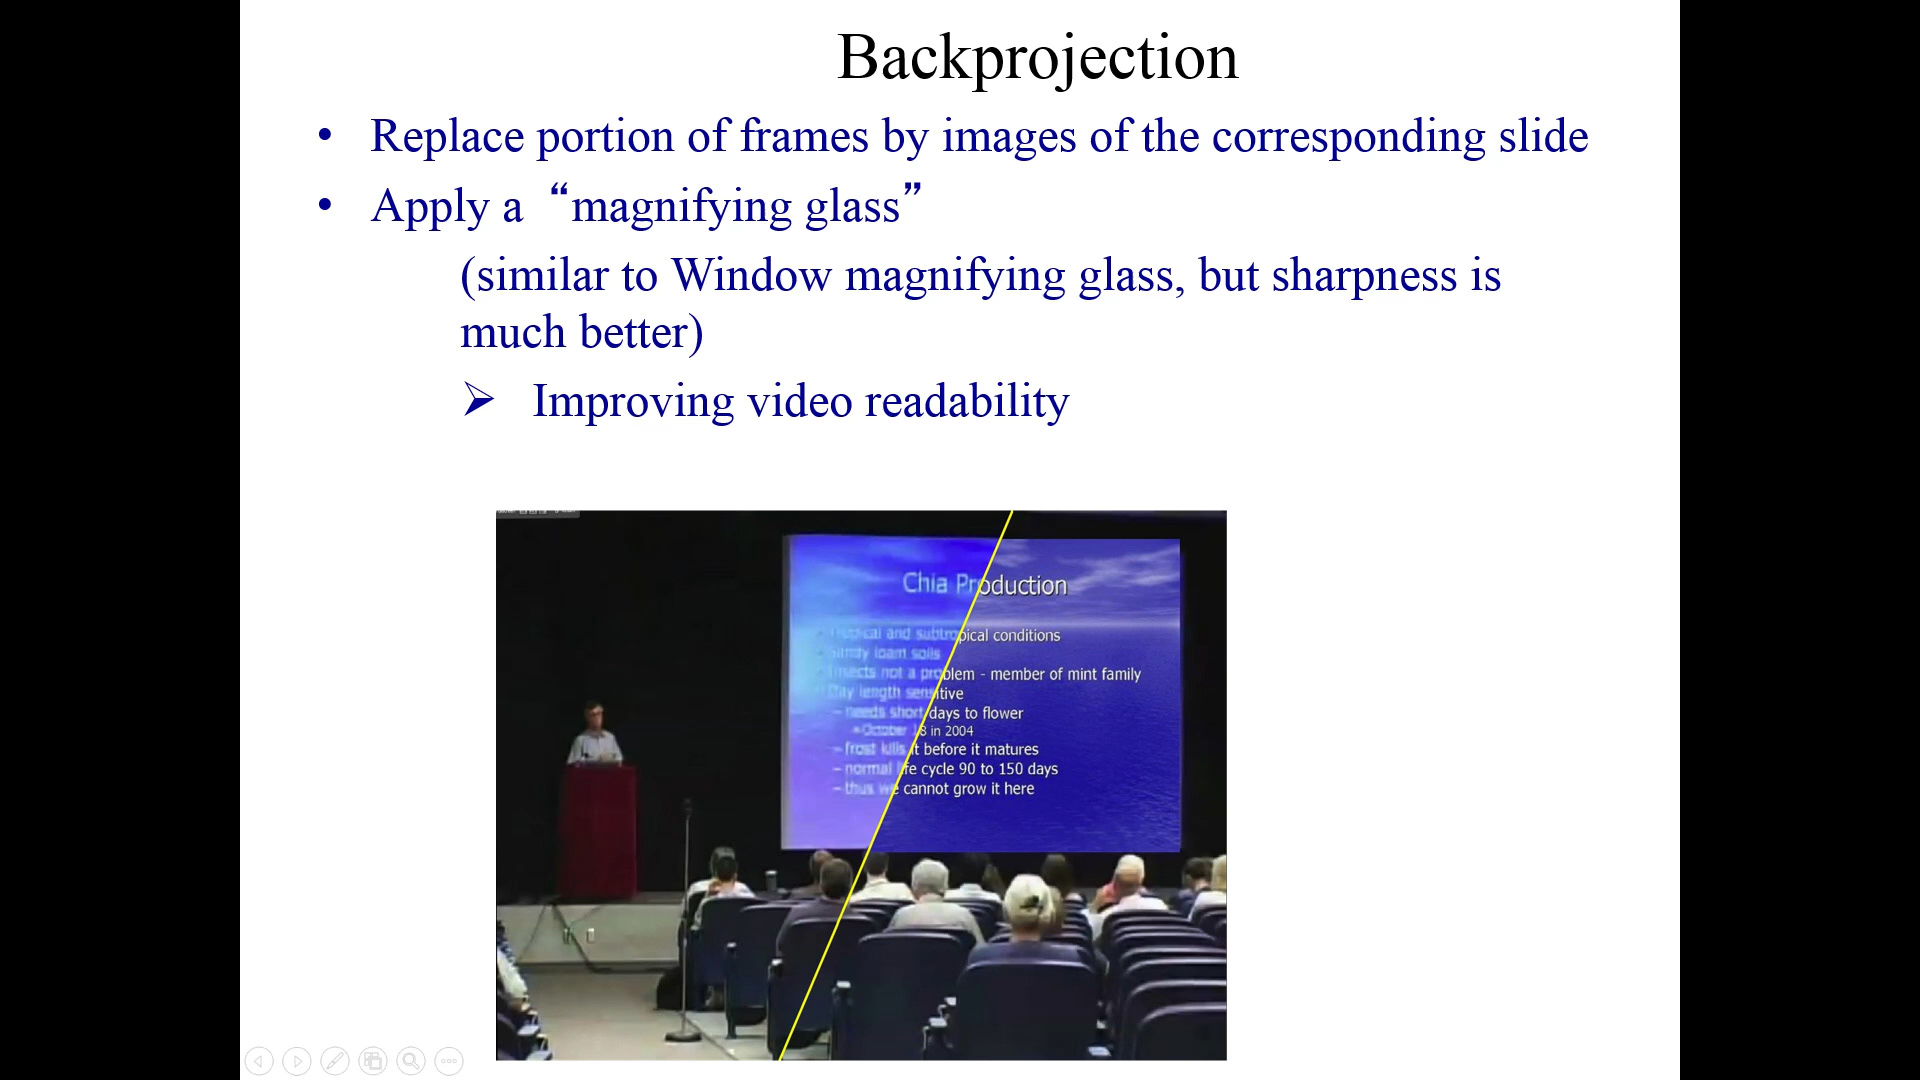 Backprojection
• Replace portion of frames by images of the corresponding slide
• Apply a “magnifying glass”
(similar to Window magnifying glass, but sharpness is
much better)
➢ Improving video readability
Chia Production
Tropical and subtropical conditions
Sandy loam soils
Insects not a problem - member of mint family
Day length sensitive
– needs short days to flower
October 18 in 2004
– frost kills it before it matures
– normal life cycle 90 to 150 days
– thus we cannot grow it here